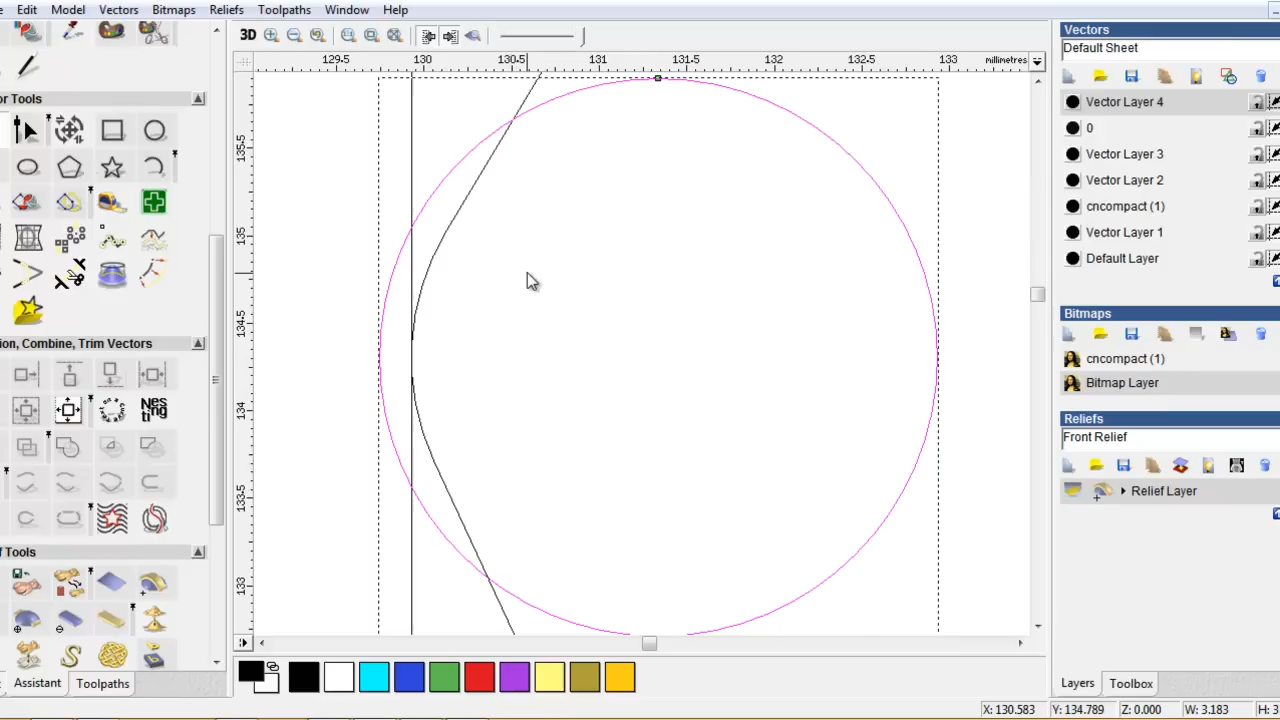 Edit Model Vectors Bitmaps Reliefs Toolpaths Window Help
3D
129.5 130 130.5 131 131.5 132 132.5 133 millimetres
135.5
135
134.5
134
133.5
133
or Tools
ion, Combine, Trim Vectors
Nes
ting
f Tools
Assistant Toolpaths
Vectors
Default Sheet
Vector Layer 4
0
Vector Layer 3
Vector Layer 2
cncompact (1)
Vector Layer 1
Default Layer
Bitmaps
cncompact (1)
Bitmap Layer
Reliefs
Front Relief
Relief Layer
Layers Toolbox
X: 130.583 Y: 134.789 Z: 0.000 W: 3.183 H: 3